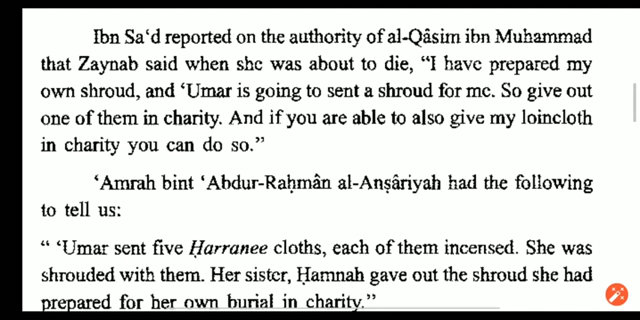 Ibn Sa‘d reported on the authority of al-Qâsim ibn Muhammad
that Zaynab said when she was about to die, “I have prepared my
own shroud, and ‘Umar is going to sent a shroud for me. So give out
one of them in charity. And if you are able to also give my loincloth
in charity you can do so.”
‘Amrah bint ‘Abdur-Raḥmân al-Anṣâriyah had the following
to tell us:
“ ‘Umar sent five Ḥarranee cloths, each of them incensed. She was
shrouded with them. Her sister, Ḥamnah gave out the shroud she had
prepared for her own burial in charity.”